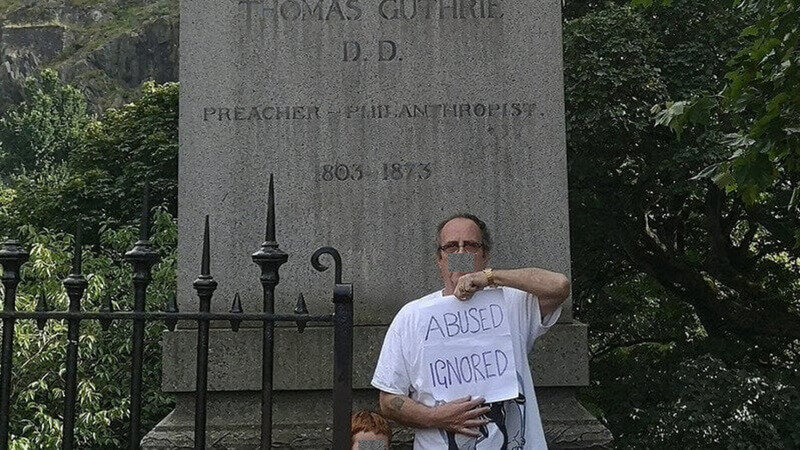 THOMAS GUTHRIE
D. D.
PREACHER - PHILANTHROPIST.
1803 1873
ABUSED
IGNORED